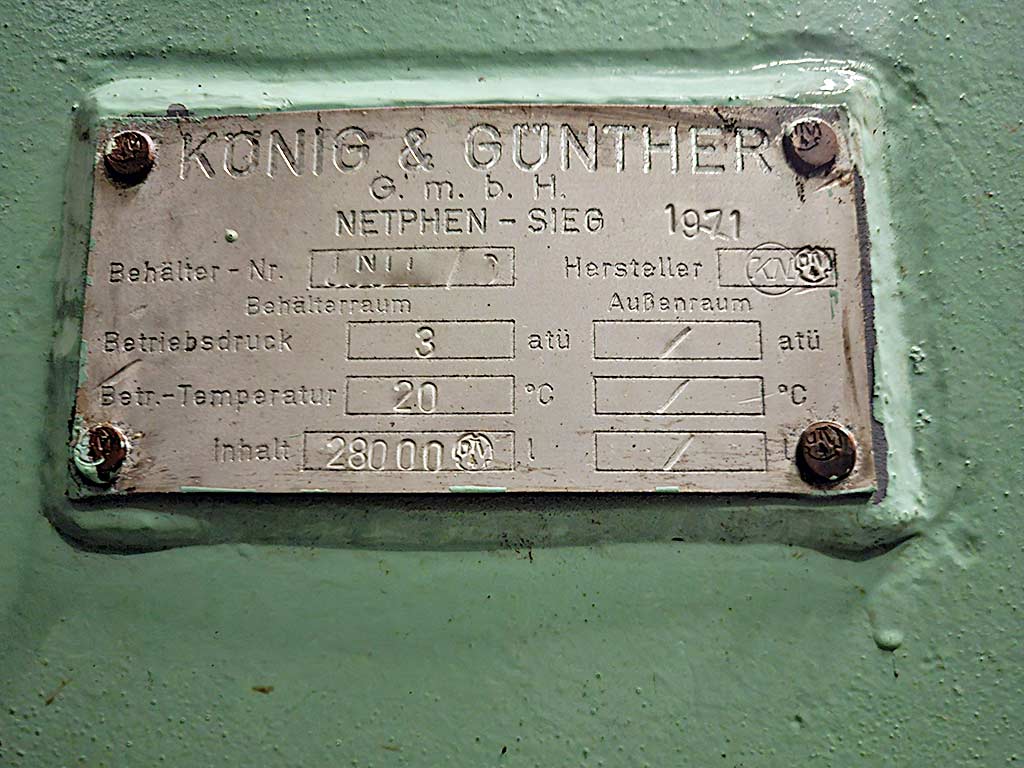 KÖNIG & GÜNTHER
G. m. b. H.
NETPHEN - SIEG 1971
Behälter - Nr. Hersteller KN
Behälterraum Außenraum
Betriebsdruck 3 atü / atü
Betr.-Temperatur 20 °C / °C
Inhalt 28000 l / l